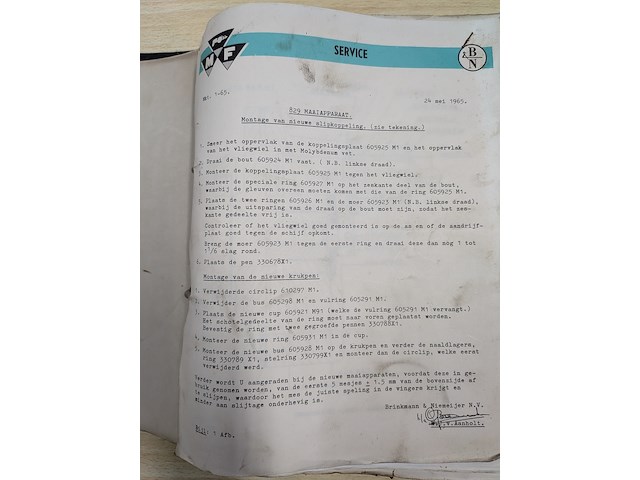 MF
SERVICE
B
N
24 mei 1965.
829 MAAIAPPARAAT.
Montage van nieuwe slipkoppeling. (zie tekening.)
1. Smeer het oppervlak van de koppelingsplaat 605925 M1 en het oppervlak
van het vliegwiel in met Molybdenum vet.
2. Draai de bout 605924 M1 vast. ( N.B. linkse draad).
3. Monteer de koppelingsplaat 605925 M1 tegen het vliegwiel.
4. Monteer de speciale ring 605927 M1 op het zeskante deel van de bout,
waarbij de gleuven overeen moeten komen met die van de ring 605925 M1.
5. Plaats de twee ringen 605926 M1 en de moer 605923 M1 (N.B. linkse draad),
waarbij de uitsparing van de draad op de bout moet zijn, zodat het zes-
kante gedeelte vrij is.
Controleer of het vliegwiel goed gemonteerd is op de as en of de aandrijf-
plaat goed tegen de schijf opkomt.
Breng de moer 605923 M1 tegen de eerste ring en draai deze dan nog 1 tot
1 1/6 slag rond.
6. Plaats de pen 330678X1.
Montage van de nieuwe krukpen:
1. Verwijderde circlip 610297 M1.
2. Verwijder de bus 605298 M1 en vulring 605291 M1.
3. Plaats de nieuwe cup 605921 M91 (welke de vulring 605291 M1 vervangt.)
Het schotelgedeelte van de ring moet naar voren geplaatst worden.
Bevestig de ring met twee gegroefde pennen 330788X1.
4. Monteer de nieuwe ring 605931 M1 in de cup.
5. Monteer de nieuwe bus 605928 M1 op de krukpen en verder de naaldlagers,
ring 330789 X1, stelring 330799X1 en monteer dan de circlip, welke eerst
verwijderd werd.
Verder wordt U aangeraden bij de nieuwe maaiapparaten, voordat deze in ge-
bruik genomen worden, van de eerste 5 mesjes ± 1.5 mm van de bovenzijde af
te slijpen, waardoor het mes de juiste speling in de vingers krijgt en
minder aan slijtage onderhevig is.
Brinkmann & Niemeijer N.V.
v.Aanholt.
Bijl: Afb.